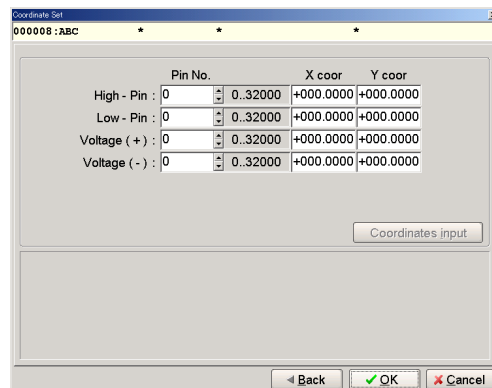 Coordinate Set
000008:ABC * * *
Pin No. X coor Y coor
High - Pin : 0 0..32000 +000.0000 +000.0000
Low - Pin : 0 0..32000 +000.0000 +000.0000
Voltage ( + ) : 0 0..32000 +000.0000 +000.0000
Voltage ( - ) : 0 0..32000 +000.0000 +000.0000
Coordinates input
Back OK Cancel